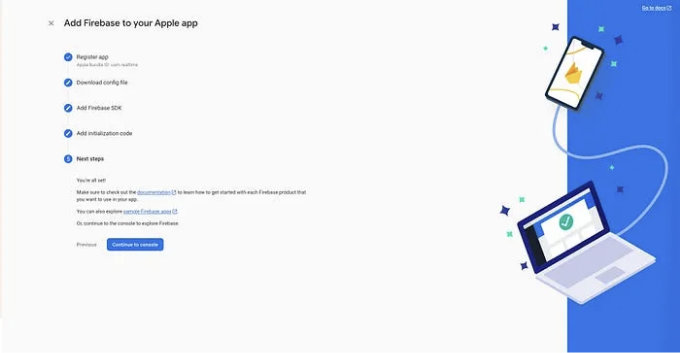 Go to docs
Add Firebase to your Apple app
Register app
Apple bundle ID: com.realtime
Download config file
Add Firebase SDK
Add initialization code
5 Next steps
You're all set!
Make sure to check out the documentation to learn how to get started with each Firebase product that
you want to use in your app.
You can also explore sample Firebase apps.
Or, continue to the console to explore Firebase
Previous Continue to console